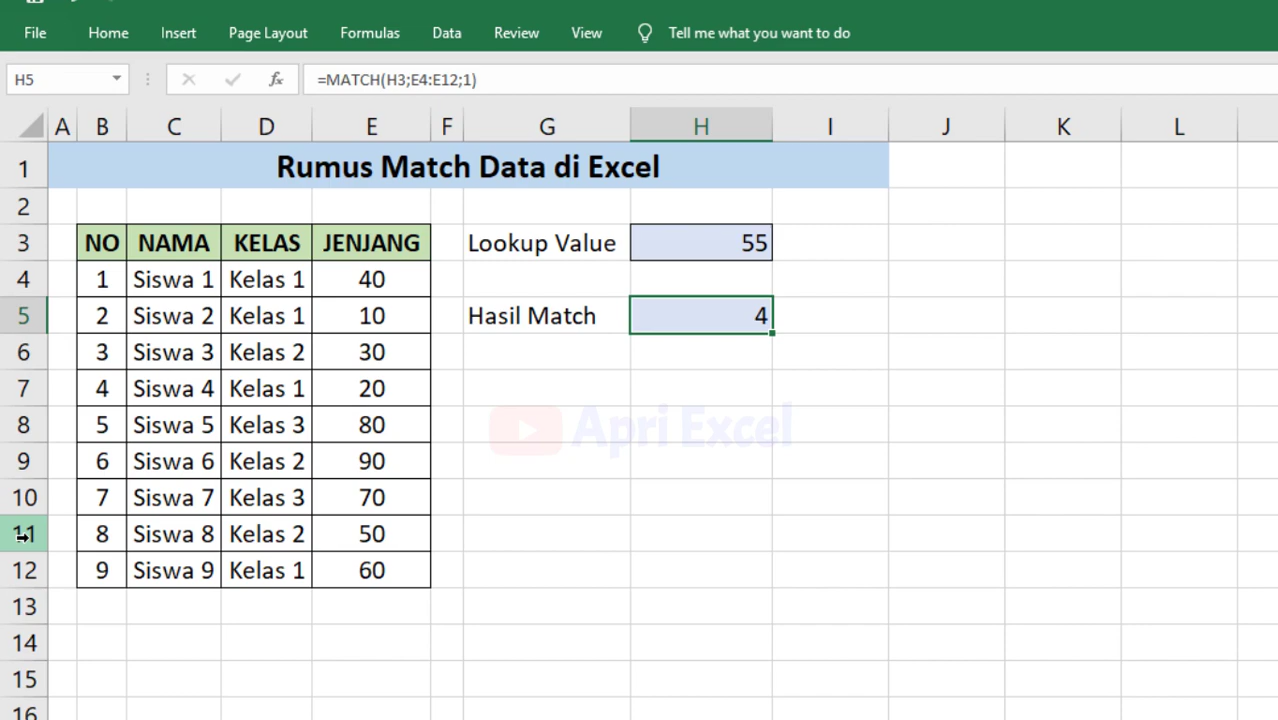 File Home Insert Page Layout Formulas Data Review View Tell me what you want to do
H5 fx =MATCH(H3;E4:E12;1)
A B C D E F G H I J K L
1 Rumus Match Data di Excel
2
3 NO NAMA KELAS JENJANG Lookup Value 55
4 1 Siswa 1 Kelas 1 40
5 2 Siswa 2 Kelas 1 10 Hasil Match 4
6 3 Siswa 3 Kelas 2 30
7 4 Siswa 4 Kelas 1 20
Apri Excel
8 5 Siswa 5 Kelas 3 80
9 6 Siswa 6 Kelas 2 90
10 7 Siswa 7 Kelas 3 70
11 8 Siswa 8 Kelas 2 50
12 9 Siswa 9 Kelas 1 60
13
14
15
16